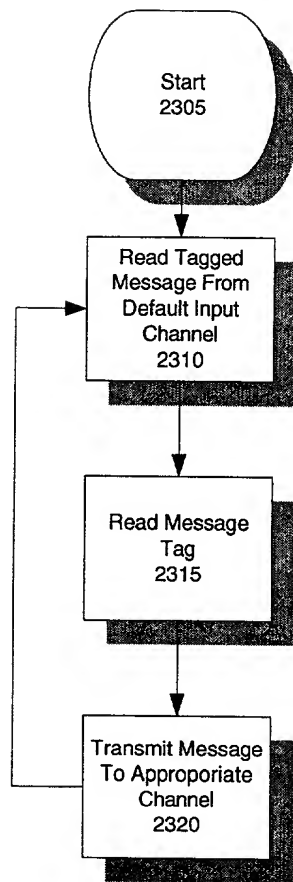 Start
2305
Read Tagged
Message From
Default Input
Channel
2310
Read Message
Tag
2315
Transmit Message
To Approporiate
Channel
2320